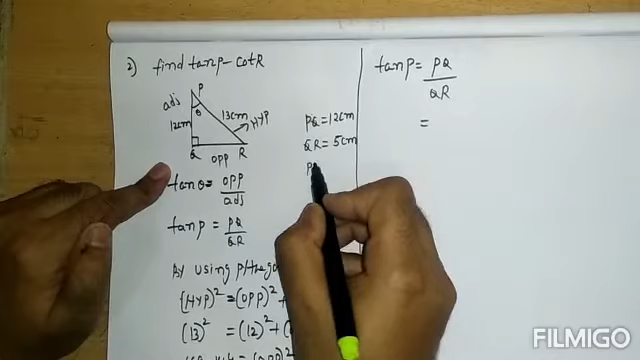 2) find tanP-cotR
P
adj
θ
12cm
13cm
HYP
Q
R
opp
tanθ= opp
adj
tanP = PQ
QR
By using
(HYP)² =(opp)²+
(13)² =(12)²+(
PQ =12cm
QR= 5cm
P
tanP= PQ
QR
=
FILMIGO